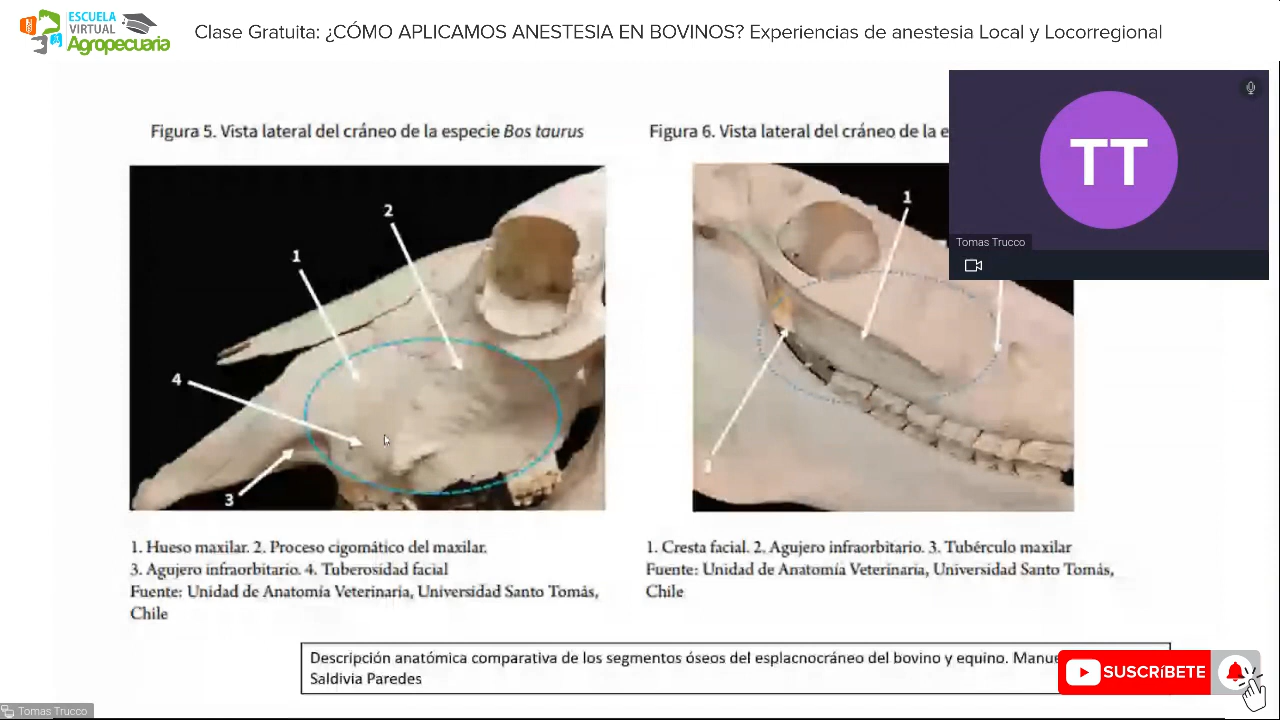 ESCUELA
VIRTUAL
Agropecuaria
Clase Gratuita: ¿CÓMO APLICAMOS ANESTESIA EN BOVINOS? Experiencias de anestesia Local y Locorregional
Figura 5. Vista lateral del cráneo de la especie Bos taurus
Figura 6. Vista lateral del cráneo de la
TT
Tomas Trucco
1
2
4
3
1
3
1. Hueso maxilar. 2. Proceso cigomático del maxilar.
3. Agujero infraorbitario. 4. Tuberosidad facial
Fuente: Unidad de Anatomía Veterinaria, Universidad Santo Tomás,
Chile
1. Cresta facial. 2. Agujero infraorbitario. 3. Tubérculo maxilar
Fuente: Unidad de Anatomía Veterinaria, Universidad Santo Tomás,
Chile
Descripción anatómica comparativa de los segmentos óseos del esplacnocráneo del bovino y equino.
Saldivia Paredes
SUSCRíBETE
Tomas Trucco